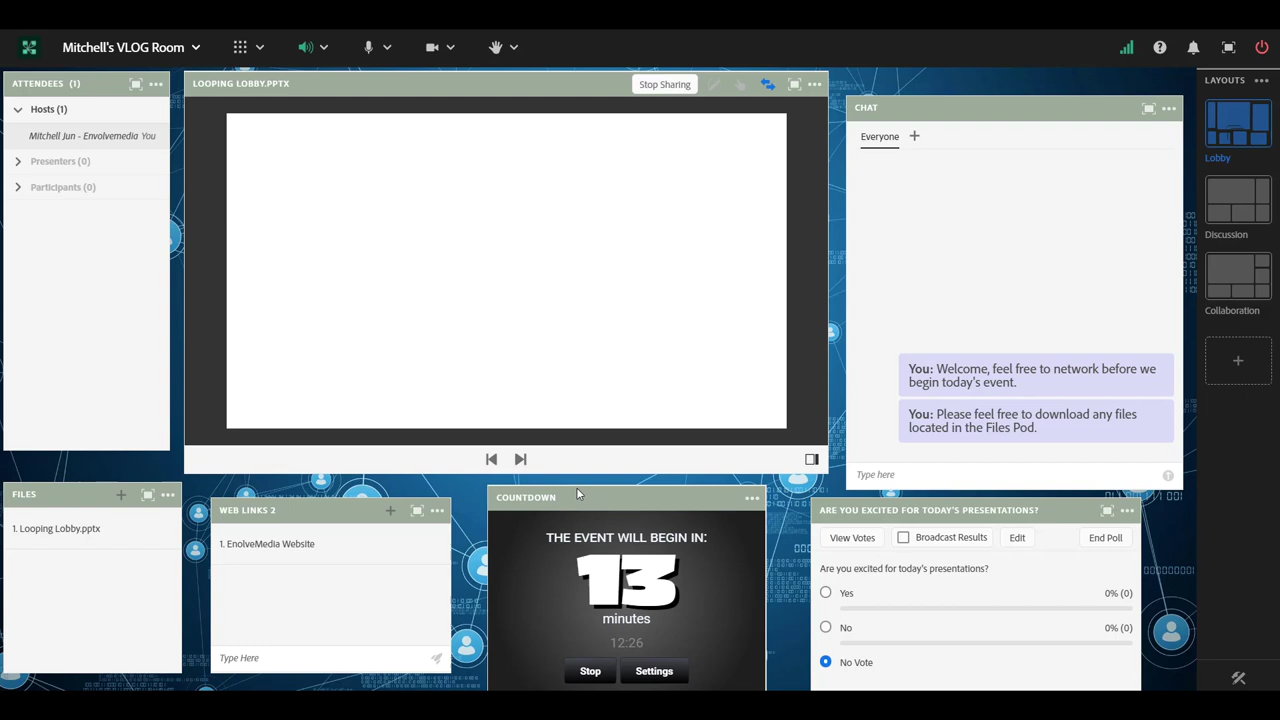 Mitchell's VLOG Room
ATTENDEES (1)
Hosts (1)
Mitchell Jun - Envolvemedia You
Presenters (0)
Participants (0)
LOOPING LOBBY.PPTX
Stop Sharing
CHAT
Everyone
You: Welcome, feel free to network before we
begin today's event.
You: Please feel free to download any files
located in the Files Pod.
Type here
LAYOUTS
Lobby
Discussion
Collaboration
FILES
1. Looping Lobby.pptx
WEB LINKS 2
1. EnolveMedia Website
Type Here
COUNTDOWN
THE EVENT WILL BEGIN IN:
13
minutes
12:26
Stop
Settings
ARE YOU EXCITED FOR TODAY'S PRESENTATIONS?
View Votes
Broadcast Results
Edit
End Poll
Are you excited for today's presentations?
Yes
0% (0)
No
0% (0)
No Vote